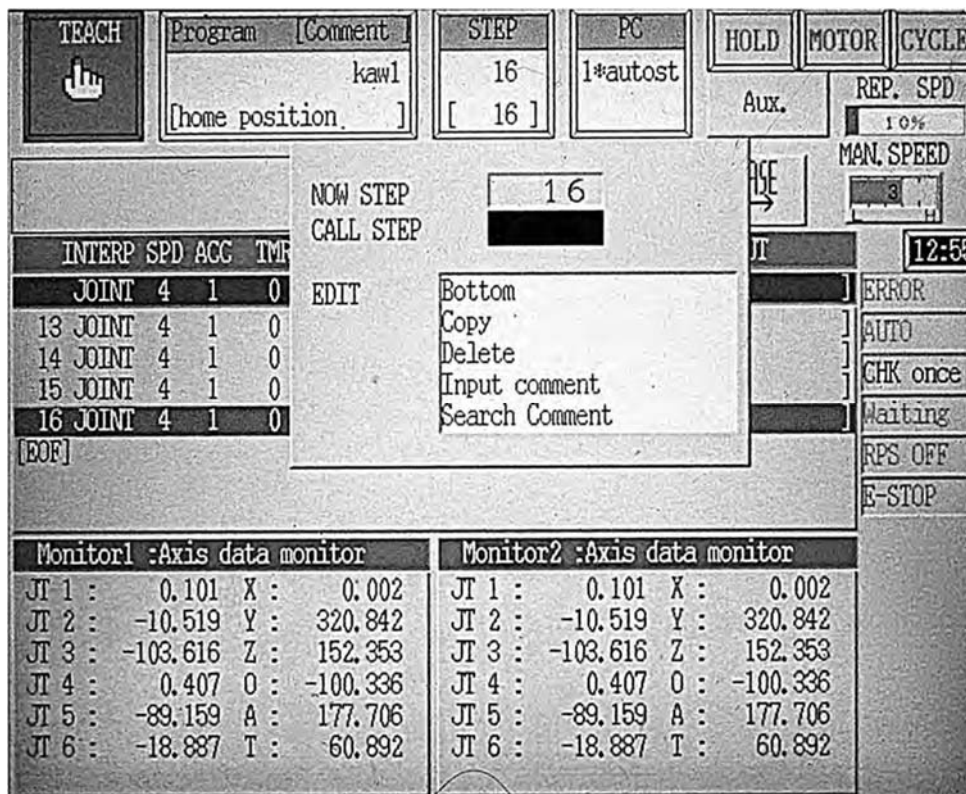 TEACH
Program [Comment ]
kaw1
[home position ]
STEP
16
[ 16 ]
PC
1*autost
HOLD
MOTOR
CYCLE
Aux.
REP. SPD
10%
MAN. SPEED
3
L H
NOW STEP 16
CALL STEP
EDIT
Bottom
Copy
Delete
Input comment
Search Comment
INTERP SPD ACC TMR
JOINT 4 1 0 ]
13 JOINT 4 1 0 ]
14 JOINT 4 1 0 ]
15 JOINT 4 1 0 ]
16 JOINT 4 1 0 ]
[EOF]
12:55
ERROR
AUTO
CHK once
Waiting
RPS OFF
E-STOP
Monitor1 :Axis data monitor
JT 1 : 0.101 X : 0.002
JT 2 : -10.519 Y : 320.842
JT 3 : -103.616 Z : 152.353
JT 4 : 0.407 O : -100.336
JT 5 : -89.159 A : 177.706
JT 6 : -18.887 T : 60.892
Monitor2 :Axis data monitor
JT 1 : 0.101 X : 0.002
JT 2 : -10.519 Y : 320.842
JT 3 : -103.616 Z : 152.353
JT 4 : 0.407 O : -100.336
JT 5 : -89.159 A : 177.706
JT 6 : -18.887 T : 60.892